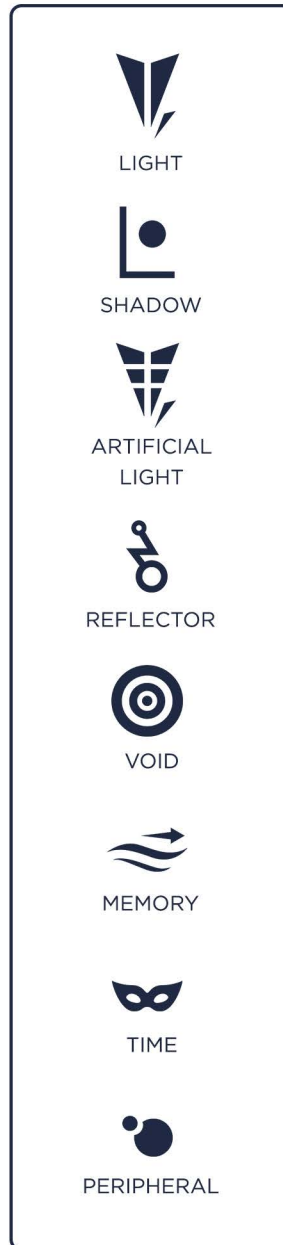 LIGHT
SHADOW
ARTIFICIAL
LIGHT
REFLECTOR
VOID
MEMORY
TIME
PERIPHERAL